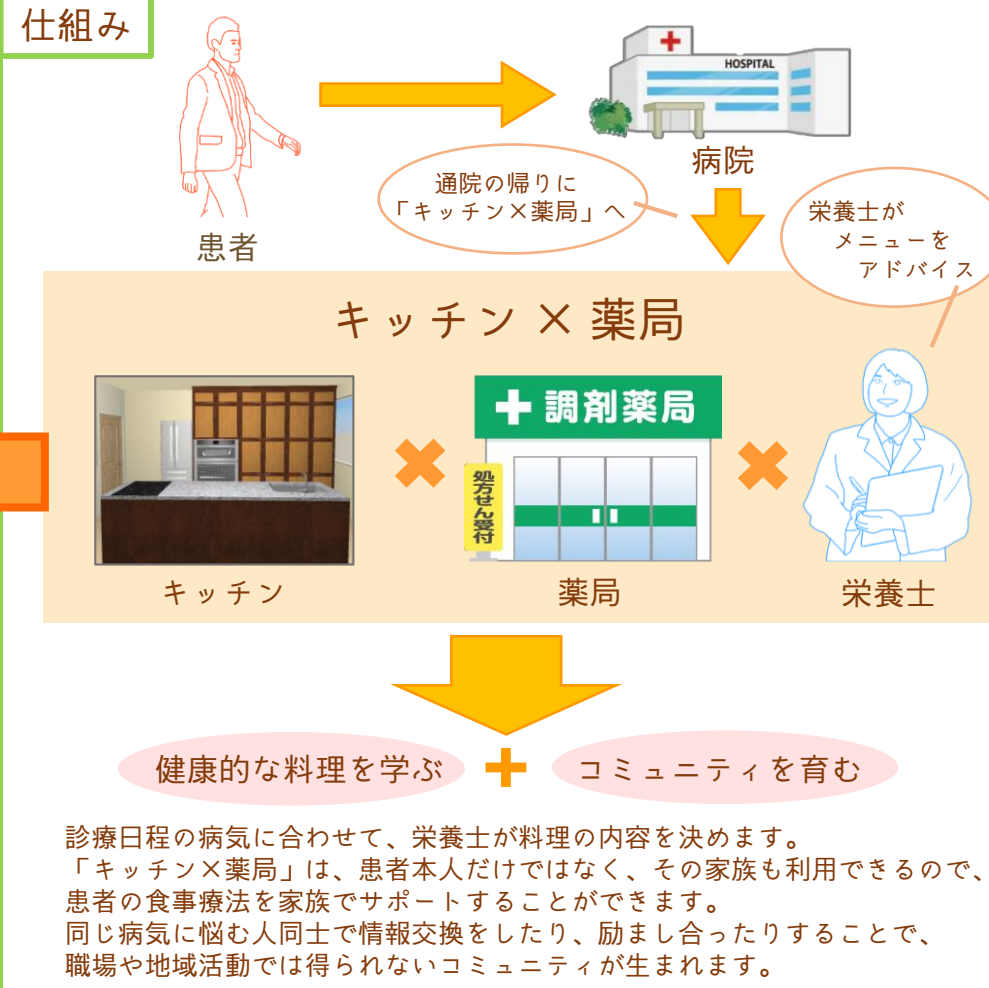 仕組み
HOSPITAL
病院
患者
通院の帰りに
「キッチン×薬局」へ
栄養士が
メニューを
アドバイス
キッチン × 薬局
調剤薬局
処方せん受付
キッチン
薬局
栄養士
健康的な料理を学ぶ
+
コミュニティを育む
診療日程の病気に合わせて、栄養士が料理の内容を決めます。
「キッチン×薬局」は、患者本人だけではなく、その家族も利用できるので、
患者の食事療法を家族でサポートすることができます。
同じ病気に悩む人同士で情報交換をしたり、励まし合ったりすることで、
職場や地域活動では得られないコミュニティが生まれます。